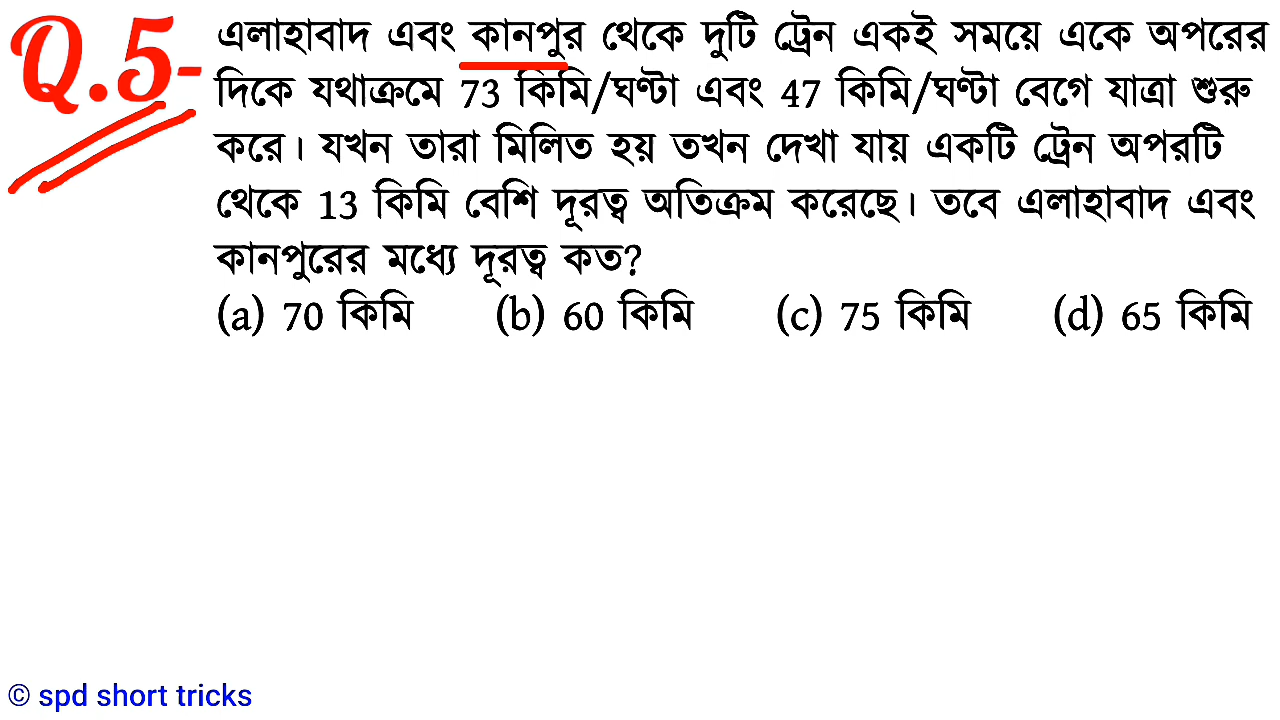 Q.5-
এলাহাবাদ এবং কানপুর থেকে দুটি ট্রেন একই সময়ে একে অপরের
দিকে যথাক্রমে 73 কিমি/ঘণ্টা এবং 47 কিমি/ঘণ্টা বেগে যাত্রা শুরু
করে। যখন তারা মিলিত হয় তখন দেখা যায় একটি ট্রেন অপরটি
থেকে 13 কিমি বেশি দূরত্ব অতিক্রম করেছে। তবে এলাহাবাদ এবং
কানপুরের মধ্যে দূরত্ব কত?
(a) 70 কিমি (b) 60 কিমি (c) 75 কিমি (d) 65 কিমি
© spd short tricks